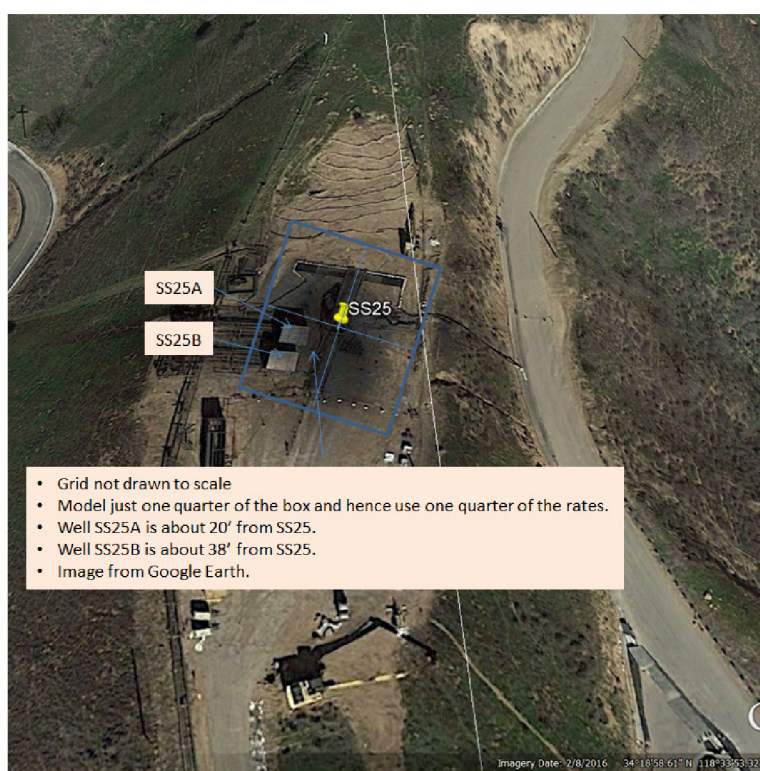 SS25A
SS25
SS25B
• Grid not drawn to scale
• Model just one quarter of the box and hence use one quarter of the rates.
• Well SS25A is about 20’ from SS25.
• Well SS25B is about 38’ from SS25.
• Image from Google Earth.
Imagery Date: 2/8/2016 34°18'58.61" N 118°33'53.32